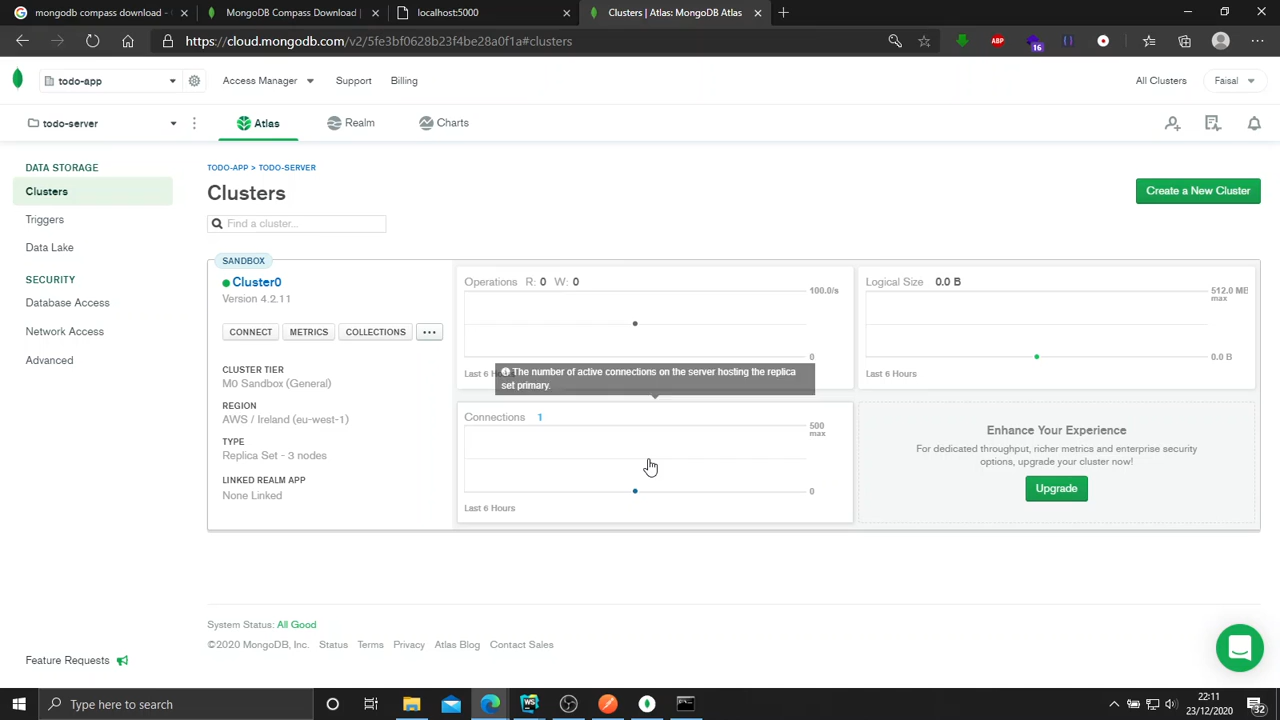 mongodb compass download -
MongoDB Compass Download |
localhost:5000
Clusters | Atlas: MongoDB Atlas
https://cloud.mongodb.com/v2/5fe3bf0628b23f4be28a0f1a#clusters
ABP
16
todo-app
Access Manager
Support
Billing
All Clusters
Faisal
todo-server
Atlas
Realm
Charts
DATA STORAGE
Clusters
Triggers
Data Lake
SECURITY
Database Access
Network Access
Advanced
TODO-APP > TODO-SERVER
Clusters
Create a New Cluster
Find a cluster...
SANDBOX
Cluster0
Version 4.2.11
CONNECT
METRICS
COLLECTIONS
...
CLUSTER TIER
M0 Sandbox (General)
REGION
AWS / Ireland (eu-west-1)
TYPE
Replica Set - 3 nodes
LINKED REALM APP
None Linked
Operations R: 0 W: 0
100.0/s
0
Last 6 H
The number of active connections on the server hosting the replica
set primary.
Logical Size 0.0 B
512.0 MB
max
0.0 B
Last 6 Hours
Connections 1
500
max
0
Last 6 Hours
Enhance Your Experience
For dedicated throughput, richer metrics and enterprise security
options, upgrade your cluster now!
Upgrade
System Status: All Good
©2020 MongoDB, Inc. Status Terms Privacy Atlas Blog Contact Sales
Feature Requests
Type here to search
WS
22:11
23/12/2020
32